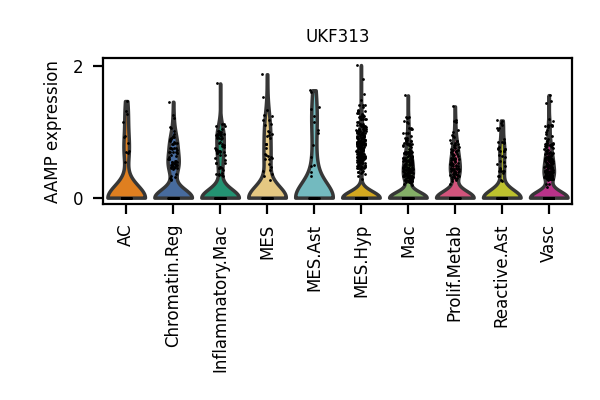 UKF313
AAMP expression
2
0
AC
Chromatin.Reg
Inflammatory.Mac
MES
MES.Ast
MES.Hyp
Mac
Prolif.Metab
Reactive.Ast
Vasc